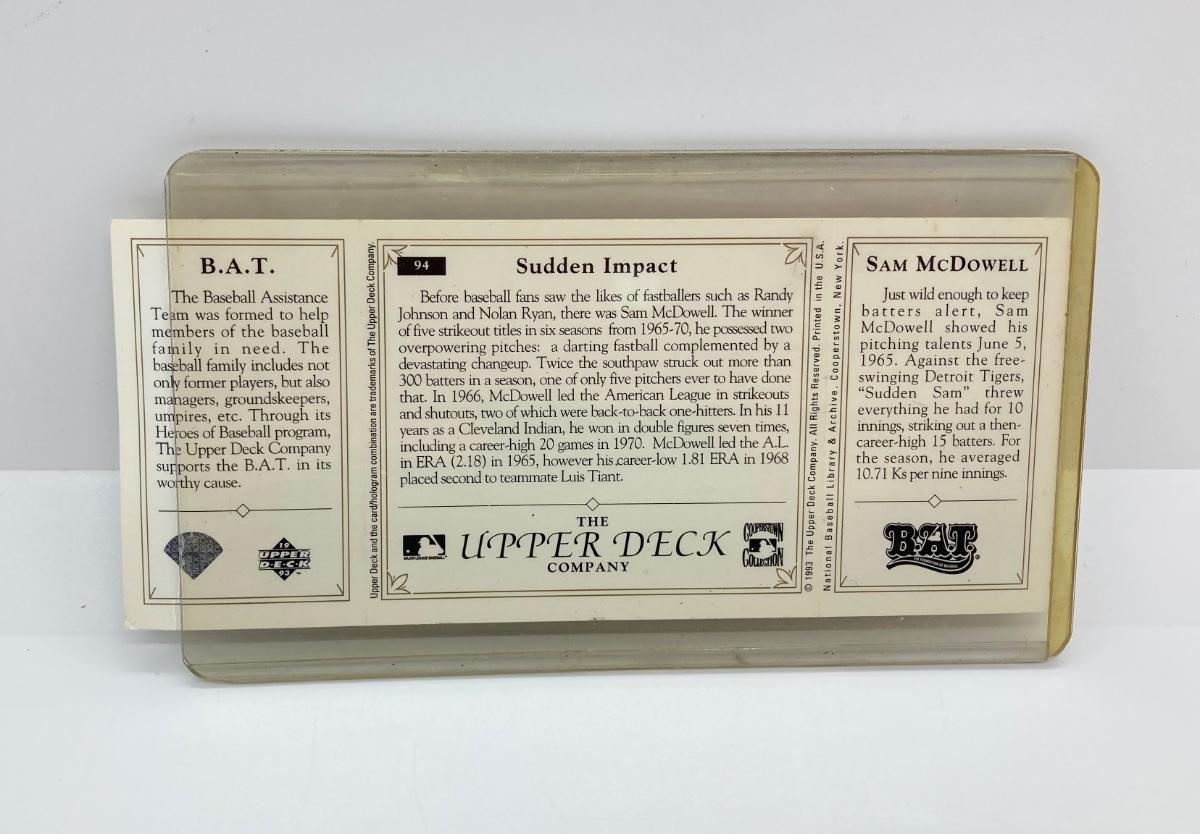 B.A.T.
The Baseball Assistance
Team was formed to help
members of the baseball
family in need. The
baseball family includes not
only former players, but also
managers, groundskeepers,
umpires, etc. Through its
Heroes of Baseball program,
The Upper Deck Company
supports the B.A.T. in its
worthy cause.
19
UPPER
D·E·C·K
93
Upper Deck and the card/hologram combination are trademarks of The Upper Deck Company.
94
Sudden Impact
Before baseball fans saw the likes of fastballers such as Randy
Johnson and Nolan Ryan, there was Sam McDowell. The winner
of five strikeout titles in six seasons from 1965-70, he possessed two
overpowering pitches: a darting fastball complemented by a
devastating changeup. Twice the southpaw struck out more than
300 batters in a season, one of only five pitchers ever to have done
that. In 1966, McDowell led the American League in strikeouts
and shutouts, two of which were back-to-back one-hitters. In his 11
years as a Cleveland Indian, he won in double figures seven times,
including a career-high 20 games in 1970. McDowell led the A.L.
in ERA (2.18) in 1965, however his career-low 1.81 ERA in 1968
placed second to teammate Luis Tiant.
MAJOR LEAGUE BASEBALL
THE
UPPER DECK
COMPANY
COOPERSTOWN
COLLECTION
© 1993 The Upper Deck Company. All Rights Reserved. Printed in the U.S.A.
National Baseball Library & Archive. Cooperstown, New York.
SAM MCDOWELL
Just wild enough to keep
batters alert, Sam
McDowell showed his
pitching talents June 5,
1965. Against the free-
swinging Detroit Tigers,
"Sudden Sam" threw
everything he had for 10
innings, striking out a then-
career-high 15 batters. For
the season, he averaged
10.71 Ks per nine innings.
BAT